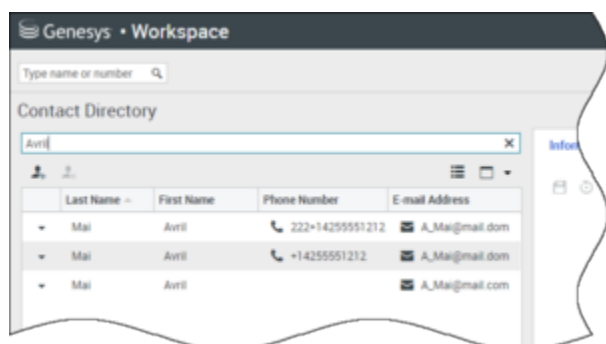 Genesys • Workspace
Type name or number
Contact Directory
Avril
Last Name First Name Phone Number E-mail Address
Mai Avril 222+14255551212 A_Mai@mail.dom
Mai Avril +14255551212 A_Mai@mail.dom
Mai Avril A_Mai@mail.com